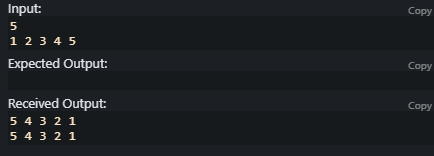 Input:
Copy
5
1 2 3 4 5
Expected Output:
Copy
Received Output:
Copy
5 4 3 2 1
5 4 3 2 1